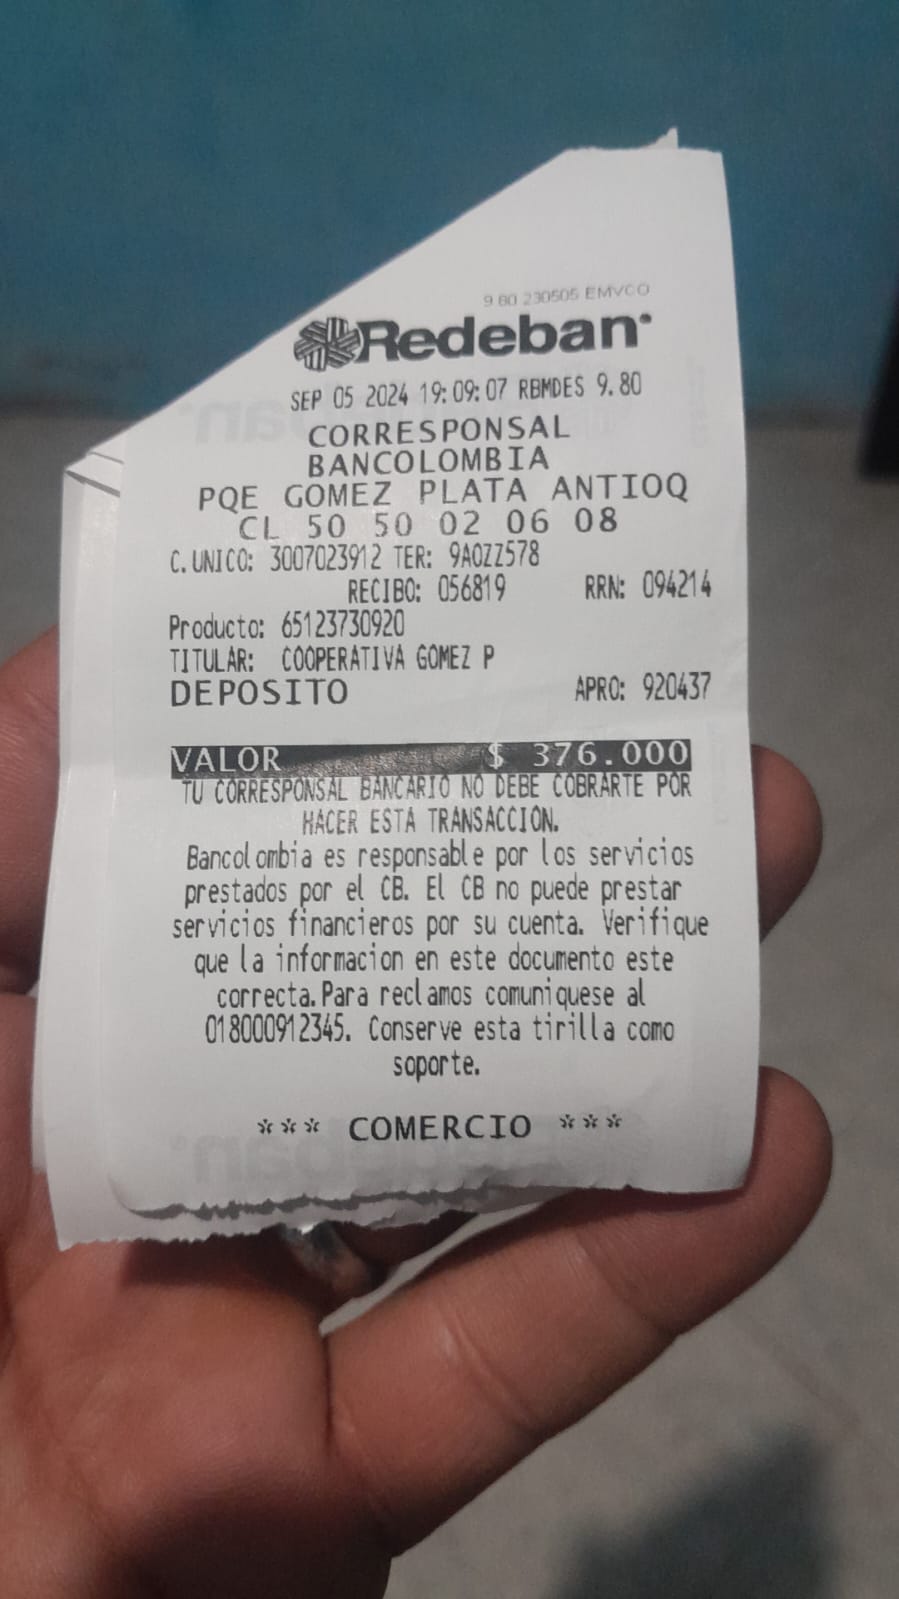 9 80 230505 EMVCO
Redeban
SEP 05 2024 19:09:07 RBMDES 9.80
CORRESPONSAL
BANCOLOMBIA
PQE GOMEZ PLATA ANTIOQ
CL 50 50 02 06 08
C.UNICO: 3007023912 TER: 9AOZZ578
RECIBO: 056819 RRN: 094214
Producto: 65123730920
TITULAR: COOPERATIVA GOMEZ P
DEPOSITO APRO: 920437
VALOR $ 376.000
TU CORRESPONSAL BANCARIO NO DEBE COBRARTE POR
HACER ESTA TRANSACCION.
Bancolombia es responsable por los servicios
prestados por el CB. El CB no puede prestar
servicios financieros por su cuenta. Verifique
que la informacion en este documento este
correcta.Para reclamos comuniquese al
018000912345. Conserve esta tirilla como
soporte.
*** COMERCIO ***